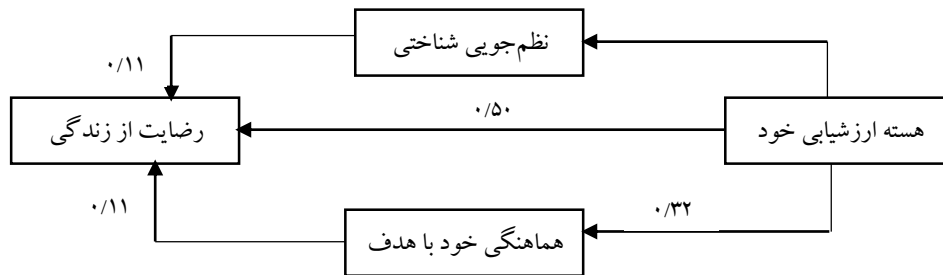 نظم‌جویی شناختی
۰/۱۱
هسته ارزشیابی خود
۰/۵۰
رضایت از زندگی
۰/۳۲
۰/۱۱
هماهنگی خود با هدف